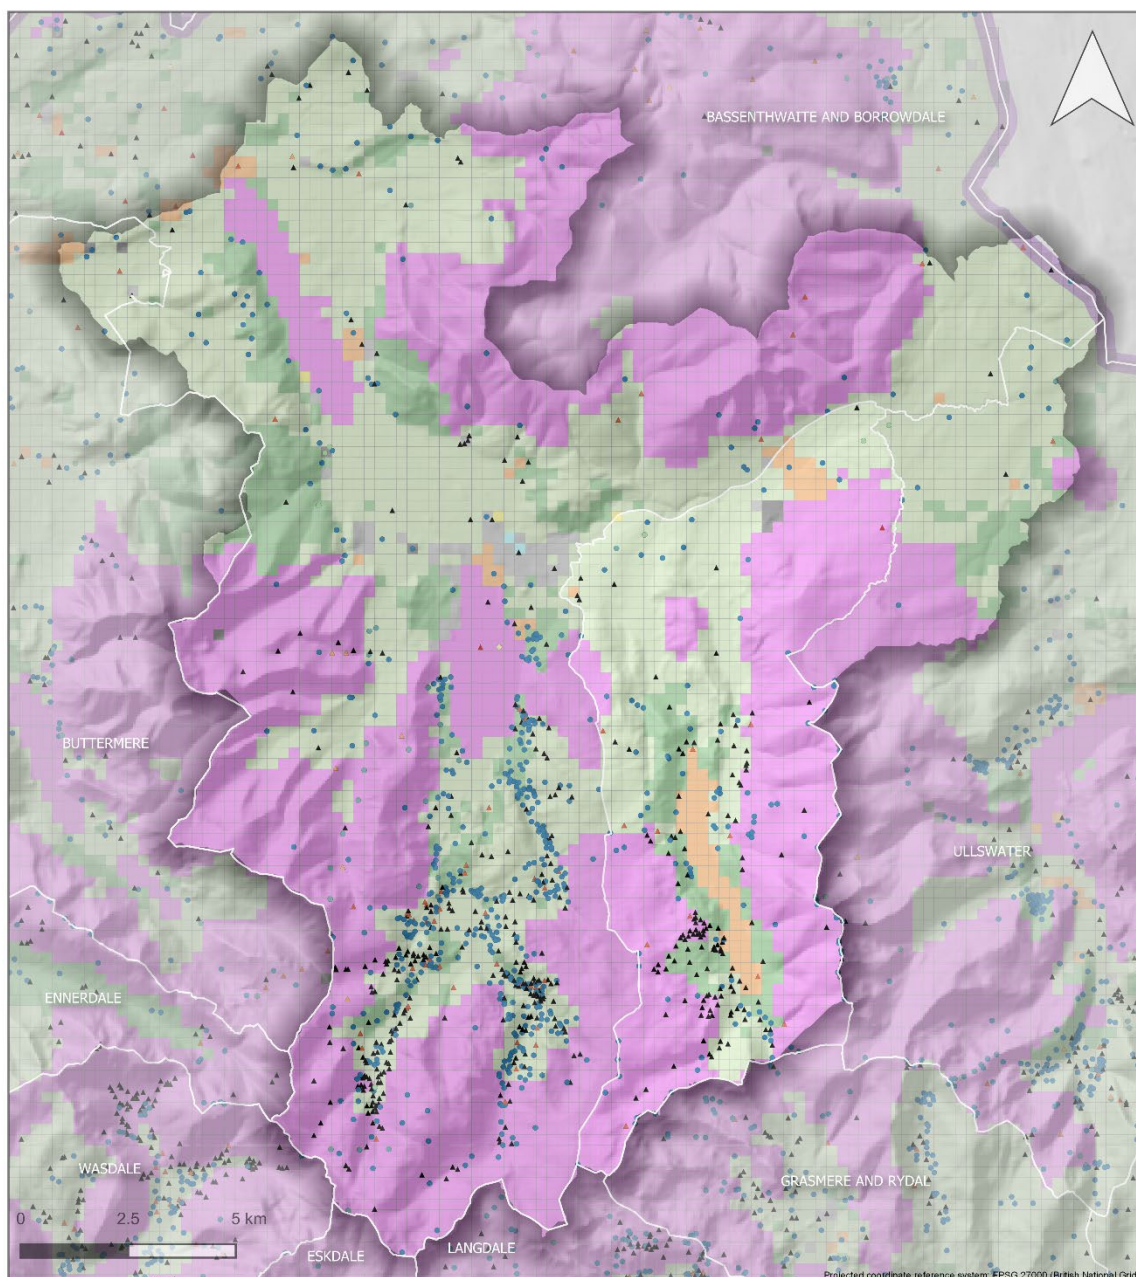 BASSENTHWAITE AND BORROWDALE
BUTTERMERE
ULLSWATER
ENNERDALE
WASDALE
GRASMERE AND RYDAL
0 2.5 5 km
ESKDALE
LANGDALE
Projected coordinate reference system: EPSG 27000 (British National Grid